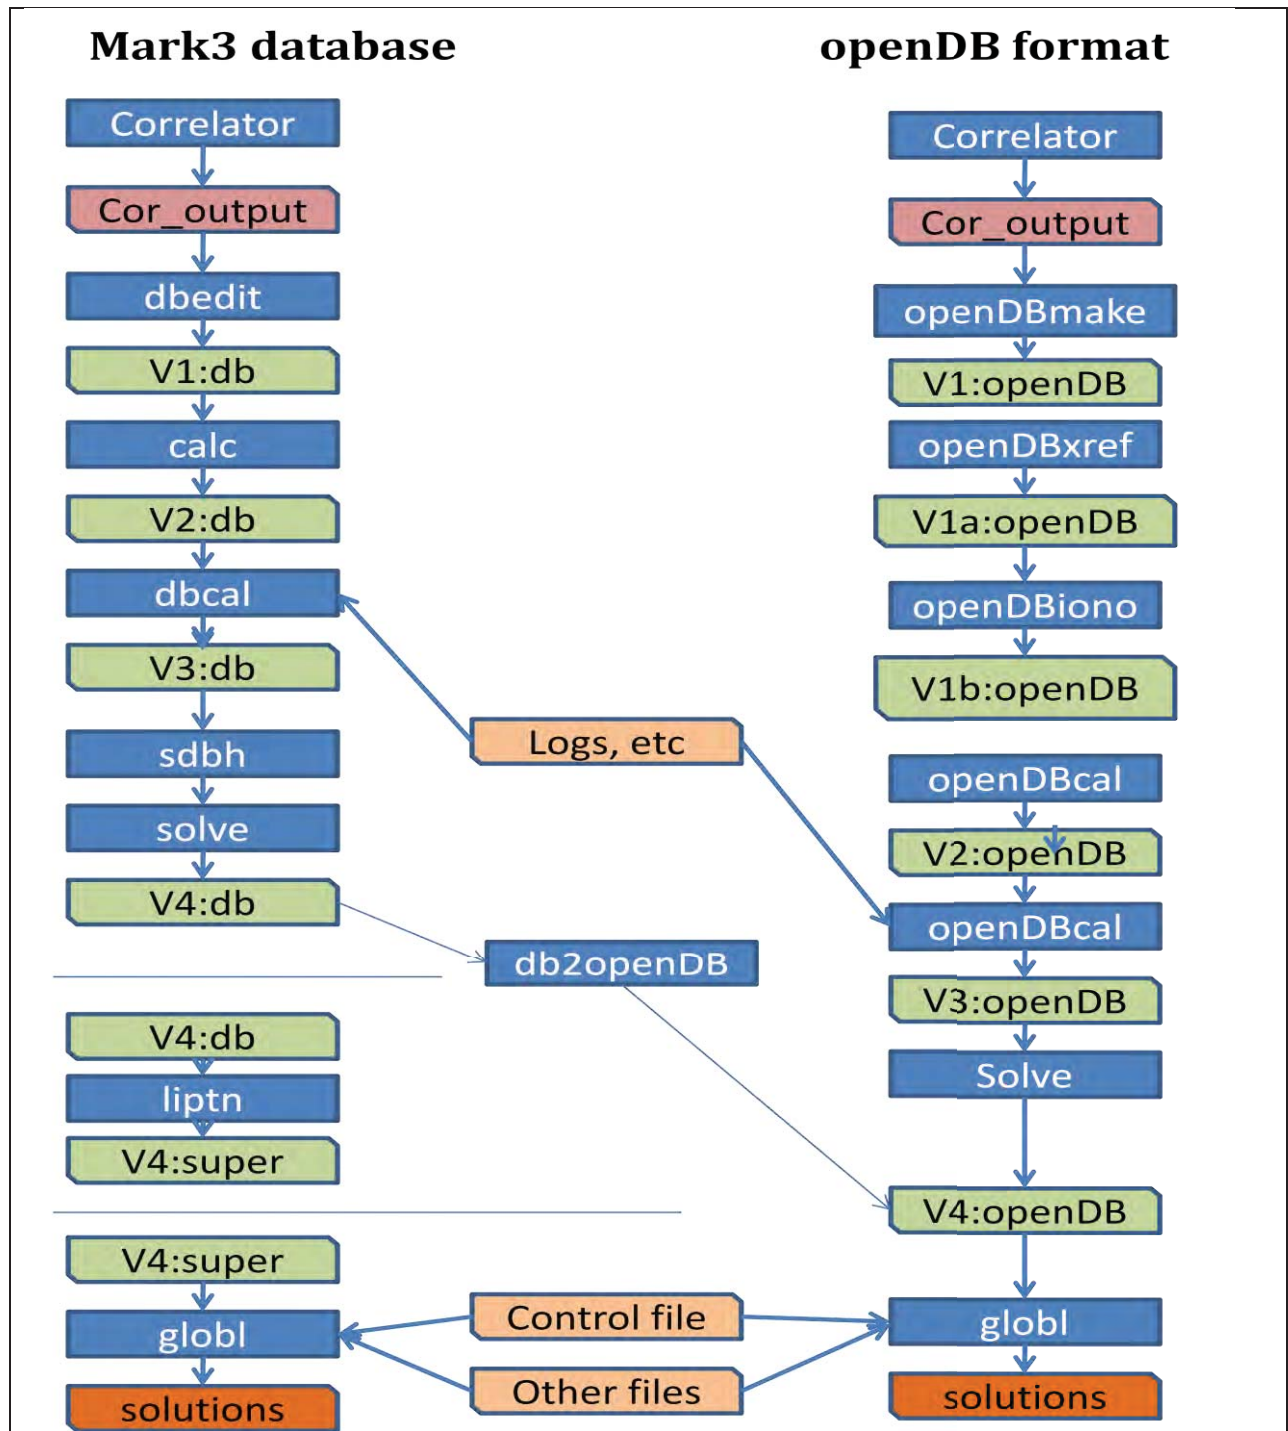 Mark3 database
Correlator
Cor_output
dbedit
V1:db
calc
V2:db
dbcal
V3:db
sdbh
solve
V4:db
V4:db
liptn
V4:super
V4:super
globl
solutions
Logs, etc
db2openDB
Control file
Other files
openDB format
Correlator
Cor_output
openDBmake
V1:openDB
openDBxref
V1a:openDB
openDBiono
V1b:openDB
openDBcal
V2:openDB
openDBcal
V3:openDB
Solve
V4:openDB
globl
solutions